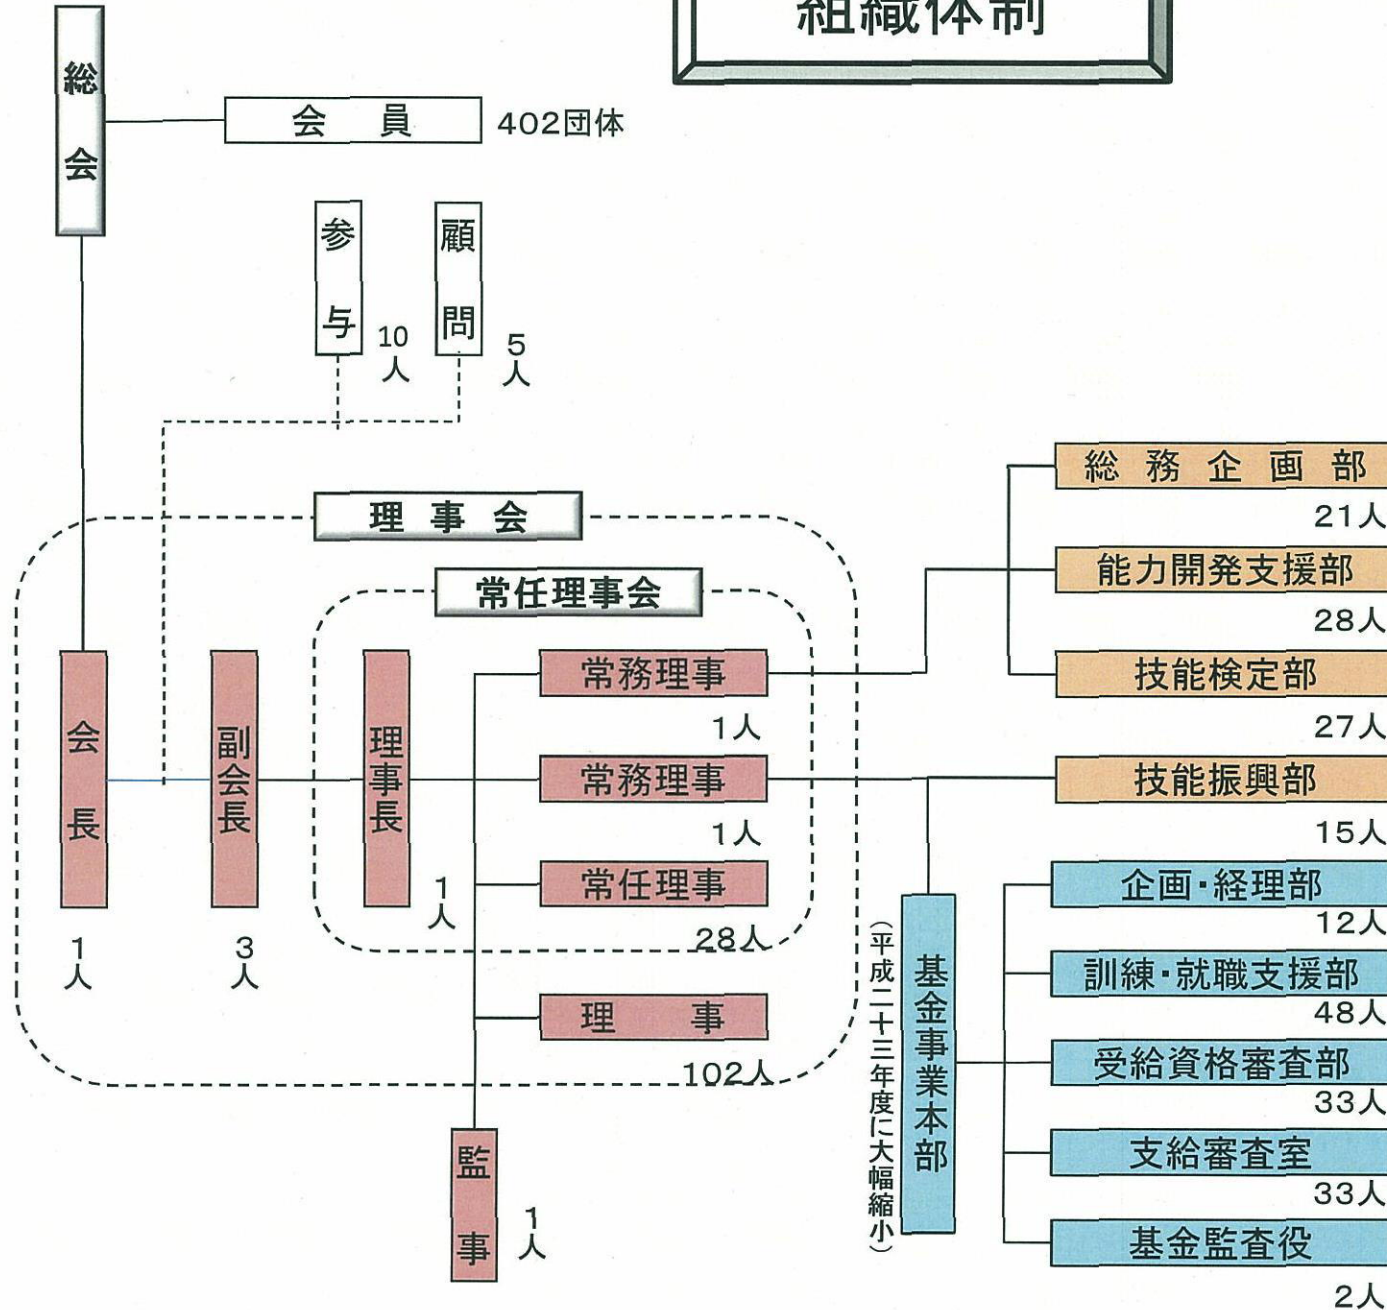 組織体制
総会
会員 402団体
参与 10人
顧問 5人
理事会
常任理事会
会長
1人
副会長
3人
理事長
1人
常務理事
1人
常務理事
1人
常任理事
28人
理事
102人
監事
1人
総務企画部
21人
能力開発支援部
28人
技能検定部
27人
技能振興部
15人
基金事業本部
（平成二十三年度に大幅縮小）
企画・経理部
12人
訓練・就職支援部
48人
受給資格審査部
33人
支給審査室
33人
基金監査役
2人